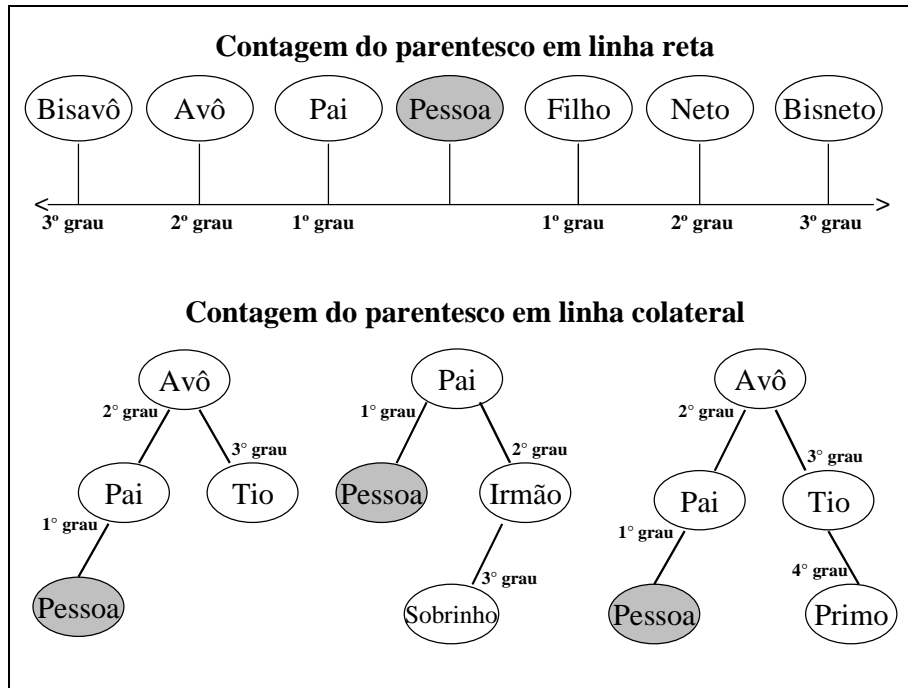 Contagem do parentesco em linha reta
Bisavô Avô Pai Pessoa Filho Neto Bisneto
3º grau 2º grau 1º grau 1º grau 2º grau 3º grau
Contagem do parentesco em linha colateral
Avô
2° grau
3° grau
Pai Tio
1° grau
Pessoa
Pai
1° grau
2° grau
Pessoa Irmão
3° grau
Sobrinho
Avô
2° grau
3° grau
Pai Tio
1° grau
4° grau
Pessoa Primo